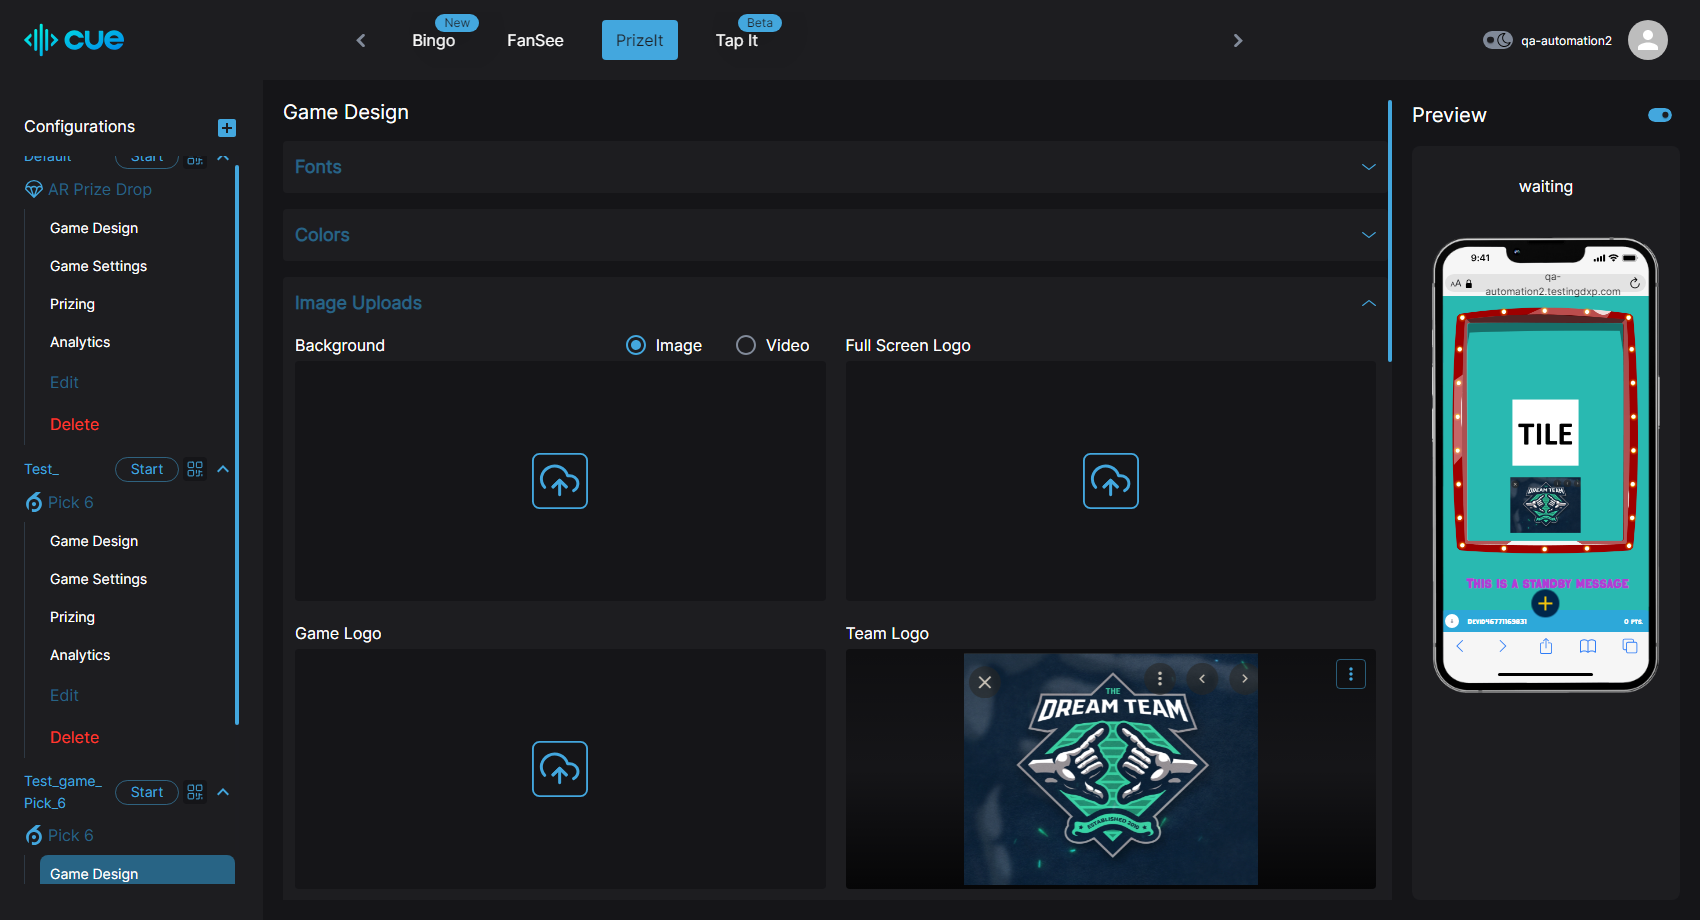 cue
New
Bingo
FanSee
PrizeIt
Beta
Tap It
qa-automation2
Configurations
Default
Start
AR Prize Drop
Game Design
Game Settings
Prizing
Analytics
Edit
Delete
Test_
Start
Pick 6
Game Design
Game Settings
Prizing
Analytics
Edit
Delete
Test_game_
Pick_6
Start
Pick 6
Game Design
Game Design
Fonts
Colors
Image Uploads
Background
Image
Video
Full Screen Logo
Game Logo
Team Logo
THE
DREAM TEAM
ESTABLISHED 2010
Preview
waiting
9:41
AA
qa-
automation2.testingdxp.com
TILE
DREAM TEAM
THIS IS A STANDBY MESSAGE
0 PTS.